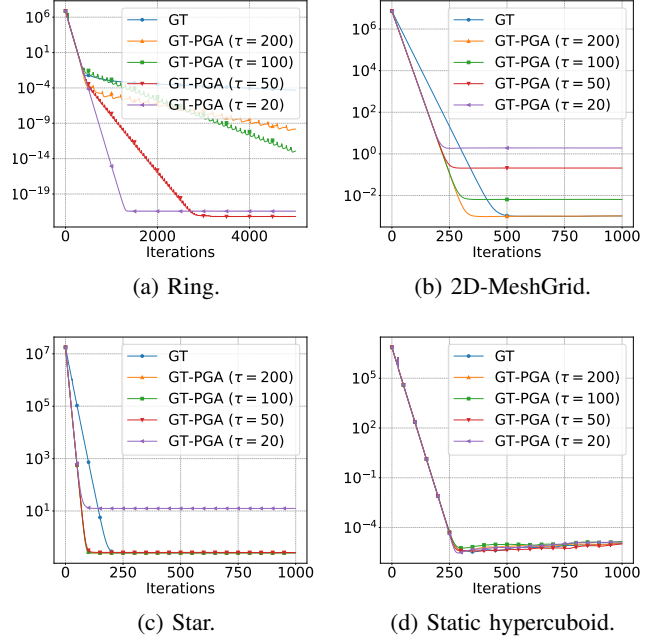 10^6
10^1
10^-4
10^-9
10^-14
10^-19
GT
GT-PGA (τ = 200)
GT-PGA (τ = 100)
GT-PGA (τ = 50)
GT-PGA (τ = 20)
0 2000 4000
Iterations
(a) Ring.
10^6
10^4
10^2
10^0
10^-2
GT
GT-PGA (τ = 200)
GT-PGA (τ = 100)
GT-PGA (τ = 50)
GT-PGA (τ = 20)
0 250 500 750 1000
Iterations
(b) 2D-MeshGrid.
10^7
10^5
10^3
10^1
GT
GT-PGA (τ = 200)
GT-PGA (τ = 100)
GT-PGA (τ = 50)
GT-PGA (τ = 20)
0 250 500 750 1000
Iterations
(c) Star.
10^5
10^2
10^-1
10^-4
GT
GT-PGA (τ = 200)
GT-PGA (τ = 100)
GT-PGA (τ = 50)
GT-PGA (τ = 20)
0 250 500 750 1000
Iterations
(d) Static hypercuboid.